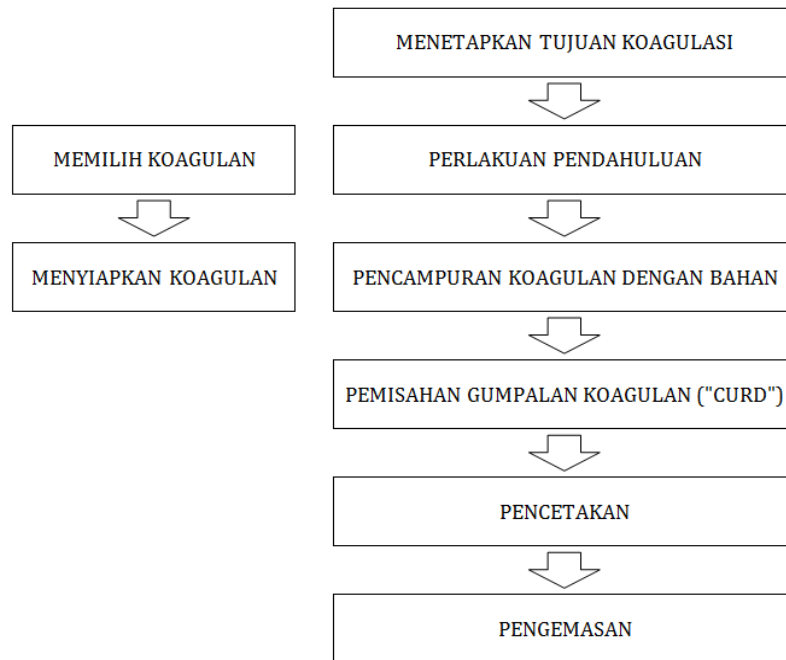 MENETAPKAN TUJUAN KOAGULASI
MEMILIH KOAGULAN
PERLAKUAN PENDAHULUAN
MENYIAPKAN KOAGULAN
PENCAMPURAN KOAGULAN DENGAN BAHAN
PEMISAHAN GUMPALAN KOAGULAN ("CURD")
PENCETAKAN
PENGEMASAN